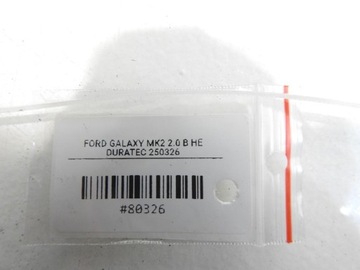 FORD GALAXY MK2 2.0 B HE
DURATEC 250326
#80326